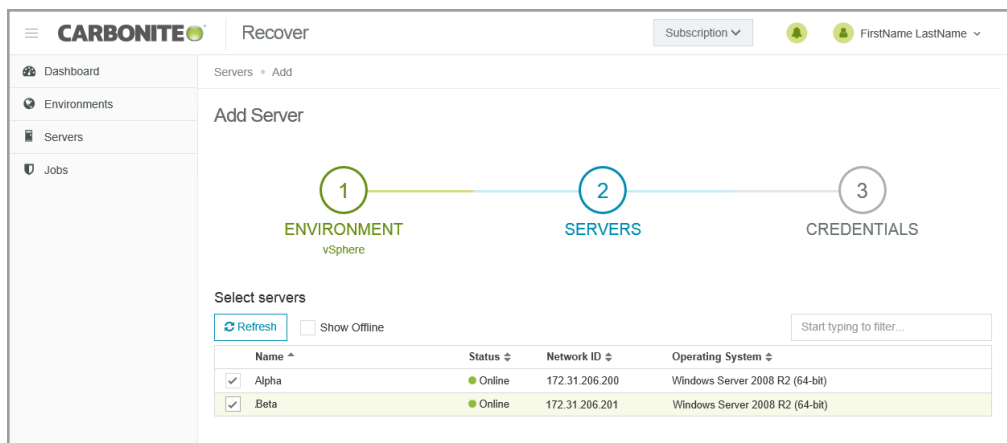 CARBONITE Recover Subscription FirstName LastName
Dashboard
Environments
Servers
Jobs
Servers Add
Add Server
1 2 3
ENVIRONMENT SERVERS CREDENTIALS
vSphere
Select servers
Refresh Show Offline Start typing to filter...
Name Status Network ID Operating System
Alpha Online 172.31.206.200 Windows Server 2008 R2 (64-bit)
Beta Online 172.31.206.201 Windows Server 2008 R2 (64-bit)